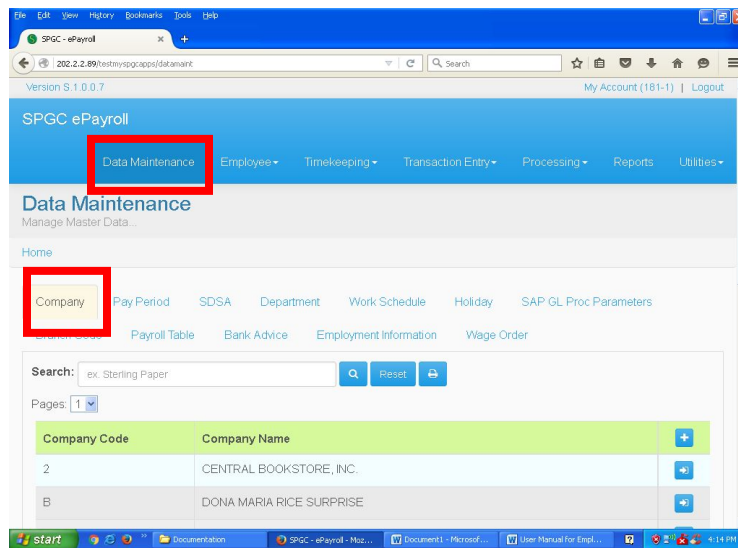 File Edit View History Bookmarks Tools Help
SPGC - ePayroll × +
202.2.2.89/testmyspgcapps/datamaint Search
Version S.1.0.0.7 My Account (181-1) | Logout
SPGC ePayroll
Data Maintenance Employee Timekeeping Transaction Entry Processing Reports Utilities
Data Maintenance
Manage Master Data...
Home
Company Pay Period SDSA Department Work Schedule Holiday SAP GL Proc Parameters
Branch Code Payroll Table Bank Advice Employment Information Wage Order
Search: ex. Sterling Paper Reset
Pages: 1
Company Code Company Name
2 CENTRAL BOOKSTORE, INC.
B DONA MARIA RICE SURPRISE
start Documentation SPGC - ePayroll - Moz... Document1 - Microsof... User Manual for Empl... 4:14 PM